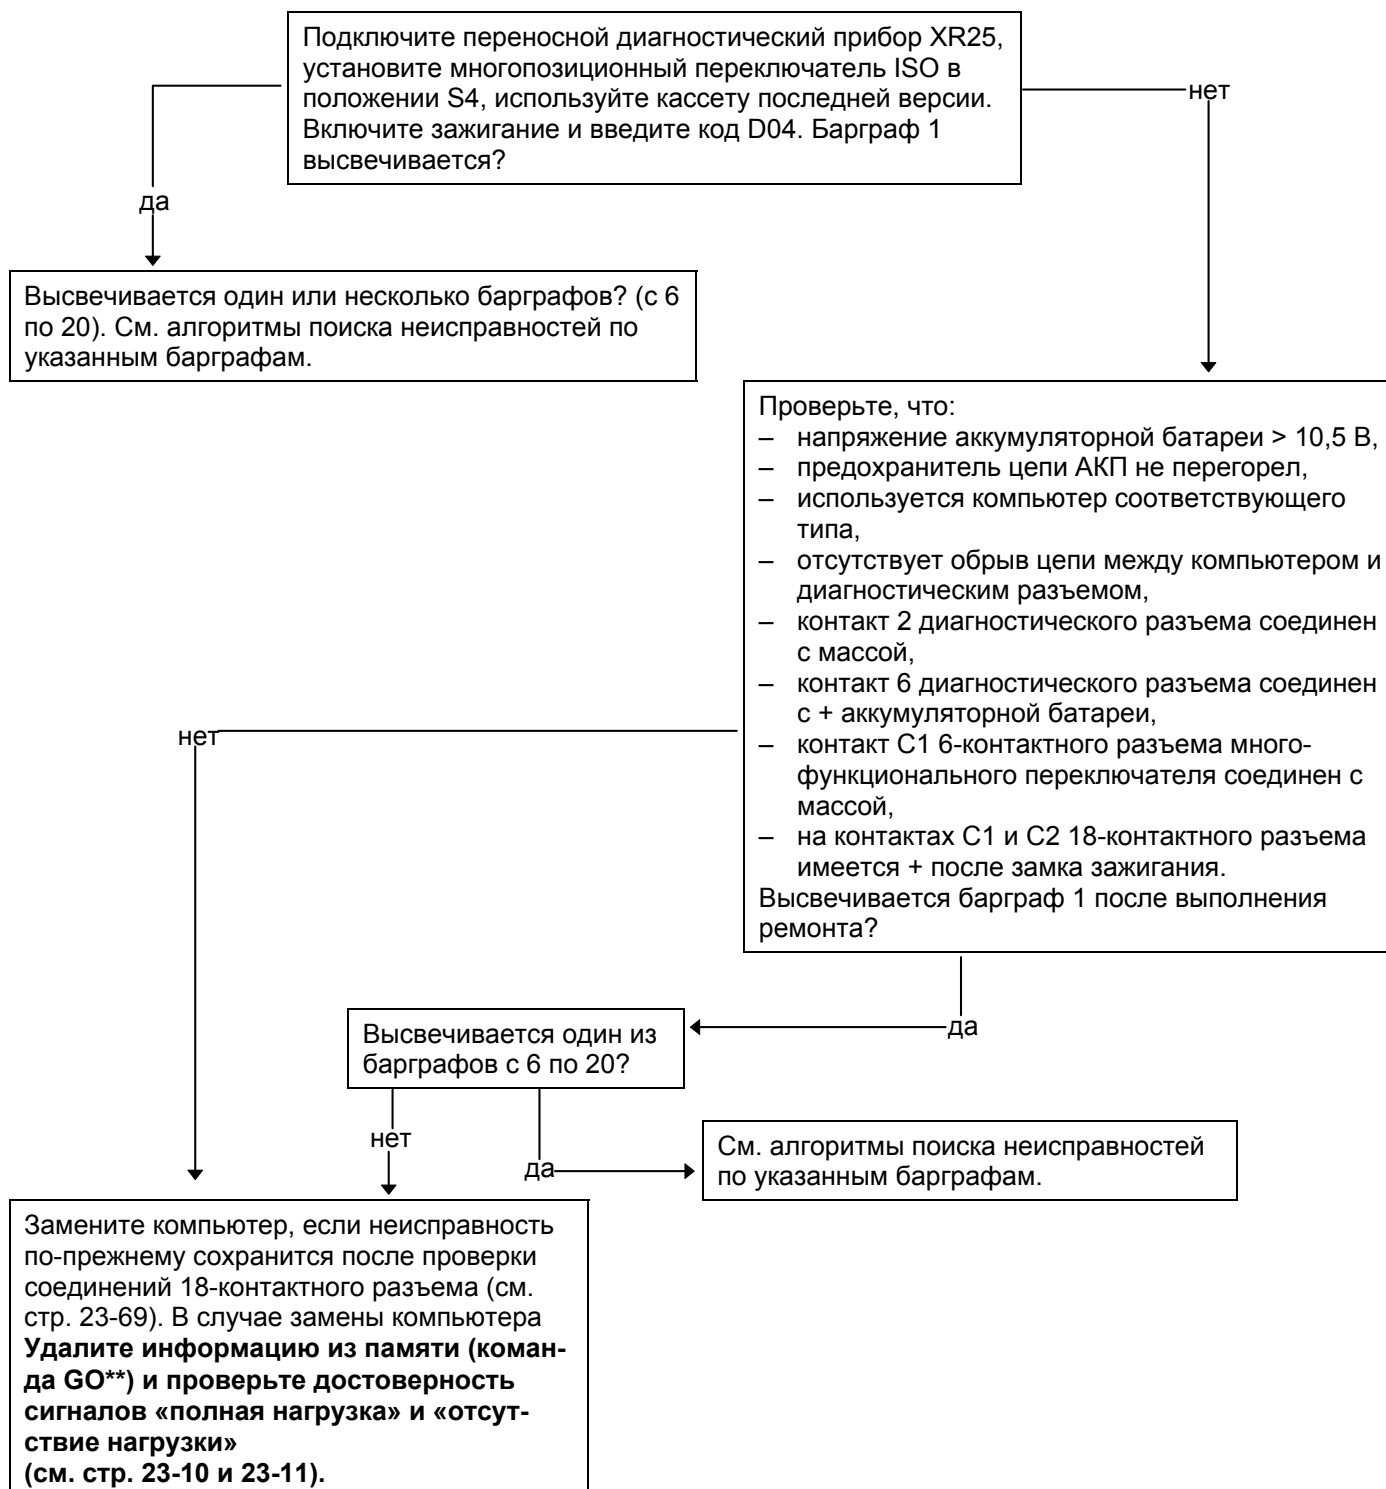 Подключите переносной диагностический прибор XR25,
установите многопозиционный переключатель ISO в
положении S4, используйте кассету последней версии.
Включите зажигание и введите код D04. Барграф 1
высвечивается?
нет
да
Высвечивается один или несколько барграфов? (с 6
по 20). См. алгоритмы поиска неисправностей по
указанным барграфам.
Проверьте, что:
– напряжение аккумуляторной батареи > 10,5 В,
– предохранитель цепи АКП не перегорел,
– используется компьютер соответствующего
типа,
– отсутствует обрыв цепи между компьютером и
диагностическим разъемом,
– контакт 2 диагностического разъема соединен
с массой,
– контакт 6 диагностического разъема соединен
с + аккумуляторной батареи,
– контакт С1 6-контактного разъема много-
функционального переключателя соединен с
массой,
– на контактах С1 и С2 18-контактного разъема
имеется + после замка зажигания.
Высвечивается барграф 1 после выполнения
ремонта?
нет
да
Высвечивается один из
барграфов с 6 по 20?
нет
да
См. алгоритмы поиска неисправностей
по указанным барграфам.
Замените компьютер, если неисправность
по-прежнему сохранится после проверки
соединений 18-контактного разъема (см.
стр. 23-69). В случае замены компьютера
Удалите информацию из памяти (коман-
да GO**) и проверьте достоверность
сигналов «полная нагрузка» и «отсут-
ствие нагрузки»
(см. стр. 23-10 и 23-11).